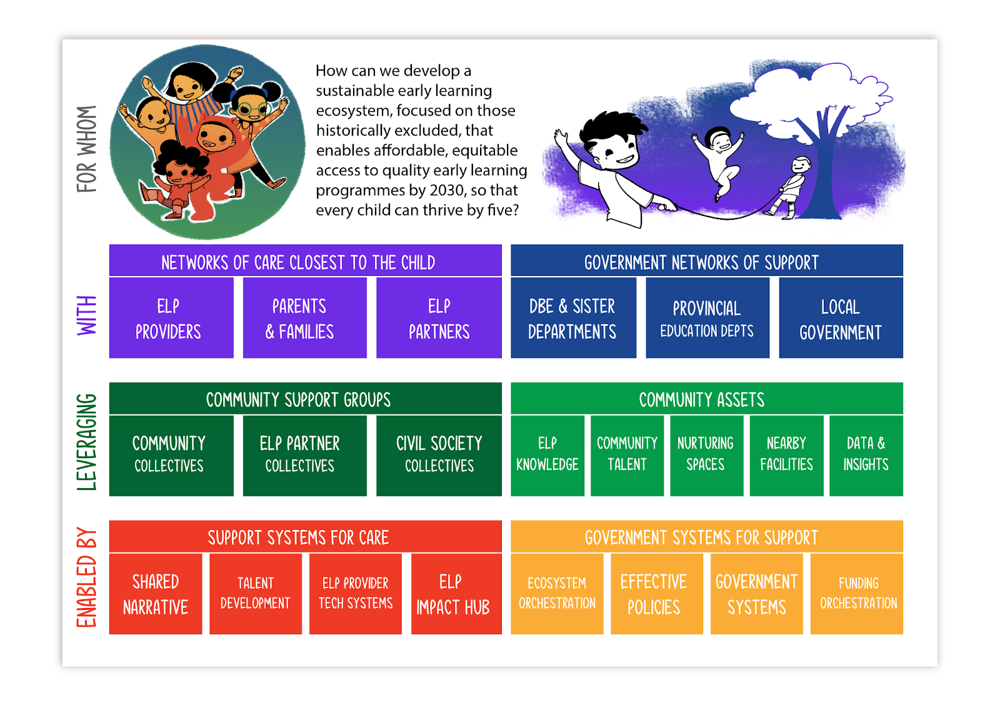 FOR WHOM
How can we develop a
sustainable early learning
ecosystem, focused on those
historically excluded, that
enables affordable, equitable
access to quality early learning
programmes by 2030, so that
every child can thrive by five?
WITH
NETWORKS OF CARE CLOSEST TO THE CHILD
ELP
PROVIDERS
PARENTS
& FAMILIES
ELP
PARTNERS
GOVERNMENT NETWORKS OF SUPPORT
DBE & SISTER
DEPARTMENTS
PROVINCIAL
EDUCATION DEPTS
LOCAL
GOVERNMENT
LEVERAGING
COMMUNITY SUPPORT GROUPS
COMMUNITY
COLLECTIVES
ELP PARTNER
COLLECTIVES
CIVIL SOCIETY
COLLECTIVES
COMMUNITY ASSETS
ELP
KNOWLEDGE
COMMUNITY
TALENT
NURTURING
SPACES
NEARBY
FACILITIES
DATA &
INSIGHTS
ENABLED BY
SUPPORT SYSTEMS FOR CARE
SHARED
NARRATIVE
TALENT
DEVELOPMENT
ELP PROVIDER
TECH SYSTEMS
ELP
IMPACT HUB
GOVERNMENT SYSTEMS FOR SUPPORT
ECOSYSTEM
ORCHESTRATION
EFFECTIVE
POLICIES
GOVERNMENT
SYSTEMS
FUNDING
ORCHESTRATION